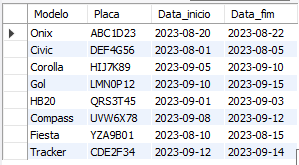 Modelo Placa Data_inicio Data_fim
Onix ABC1D23 2023-08-20 2023-08-22
Civic DEF4G56 2023-08-01 2023-08-05
Corolla HIJ7K89 2023-09-05 2023-09-10
Gol LMN0P12 2023-09-10 2023-09-15
HB20 QRS3T45 2023-09-01 2023-09-03
Compass UVW6X78 2023-09-08 2023-09-12
Fiesta YZA9B01 2023-08-10 2023-08-15
Tracker CDE2F34 2023-09-12 2023-09-14